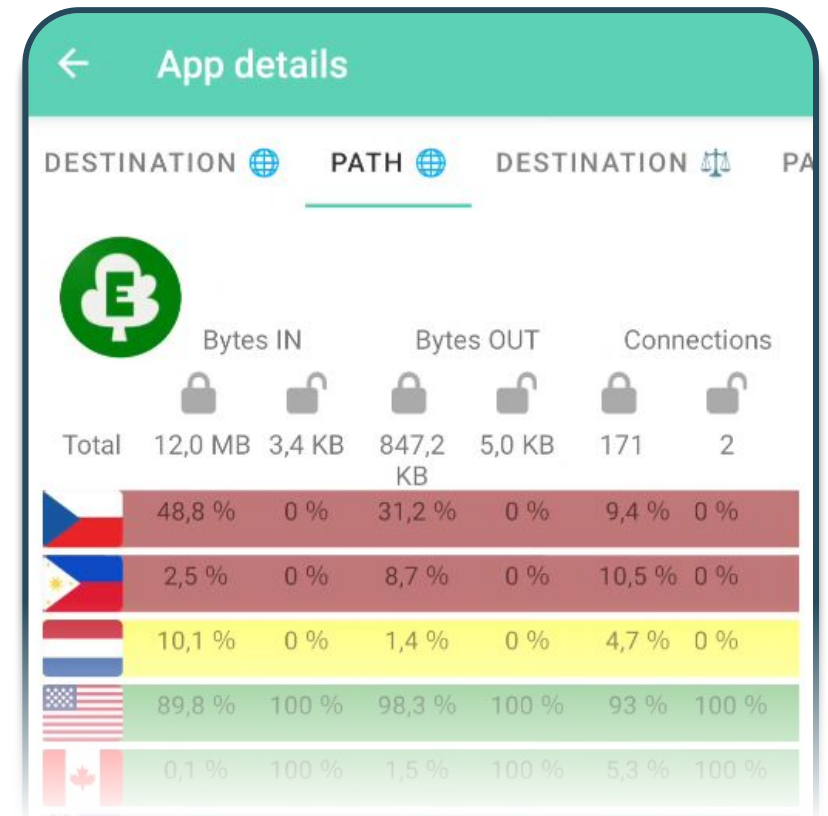 App details
DESTINATION PATH DESTINATION PA
E
Bytes IN Bytes OUT Connections
Total 12,0 MB 3,4 KB 847,2 KB 5,0 KB 171 2
48,8 % 0 % 31,2 % 0 % 9,4 % 0 %
2,5 % 0 % 8,7 % 0 % 10,5 % 0 %
10,1 % 0 % 1,4 % 0 % 4,7 % 0 %
89,8 % 100 % 98,3 % 100 % 93 % 100 %
0,1 % 100 % 1,5 % 100 % 5,3 % 100 %